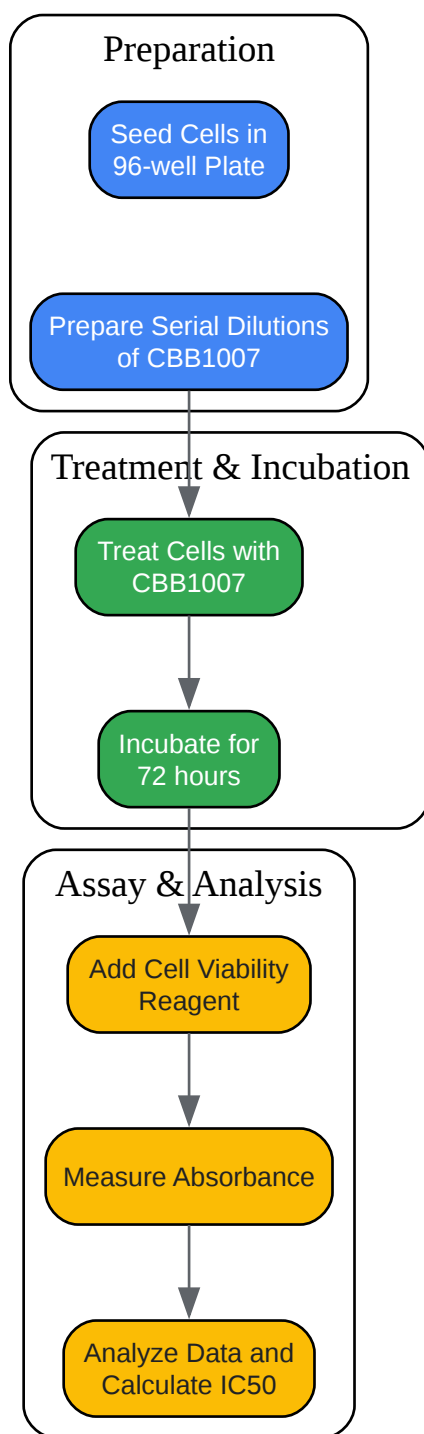 Preparation
Seed Cells in
96-well Plate
Prepare Serial Dilutions
of CBB1007
Treatment & Incubation
Treat Cells with
CBB1007
Incubate for
72 hours
Assay & Analysis
Add Cell Viability
Reagent
Measure Absorbance
Analyze Data and
Calculate IC50